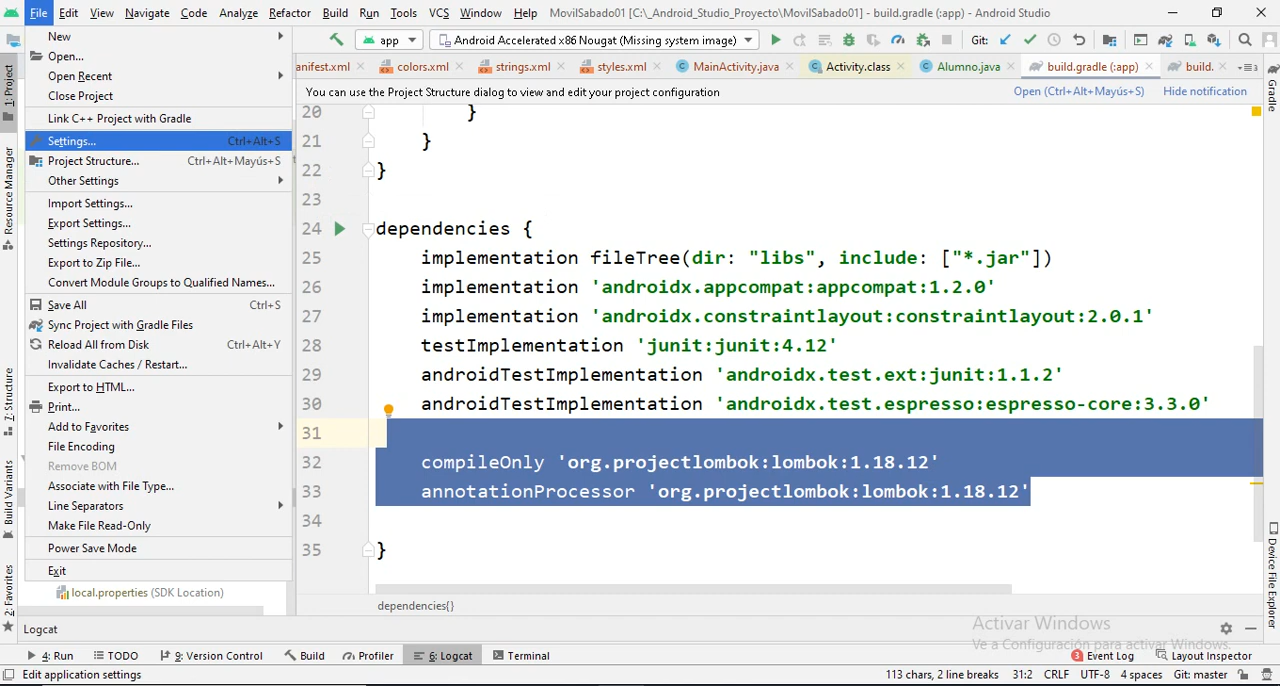 File Edit View Navigate Code Analyze Refactor Build Run Tools VCS Window Help MovilSabado01 [C:\_Android_Studio_Proyecto\MovilSabado01] - build.gradle (:app) - Android Studio
app Android Accelerated x86 Nougat (Missing system image) Git:
anifest.xml colors.xml strings.xml styles.xml MainActivity.java Activity.class Alumno.java build.gradle (:app) build.
You can use the Project Structure dialog to view and edit your project configuration Open (Ctrl+Alt+Mayús+S) Hide notification
New
Open...
Open Recent
Close Project
Link C++ Project with Gradle
Settings... Ctrl+Alt+S
Project Structure... Ctrl+Alt+Mayús+S
Other Settings
Import Settings...
Export Settings...
Settings Repository...
Export to Zip File...
Convert Module Groups to Qualified Names...
Save All Ctrl+S
Sync Project with Gradle Files
Reload All from Disk Ctrl+Alt+Y
Invalidate Caches / Restart...
Export to HTML...
Print...
Add to Favorites
File Encoding
Remove BOM
Associate with File Type...
Line Separators
Make File Read-Only
Power Save Mode
Exit
local.properties (SDK Location)
1: Project
Resource Manager
7: Structure
Build Variants
2: Favorites
20 }
21 }
22 }
23
24 dependencies {
25 implementation fileTree(dir: "libs", include: ["*.jar"])
26 implementation 'androidx.appcompat:appcompat:1.2.0'
27 implementation 'androidx.constraintlayout:constraintlayout:2.0.1'
28 testImplementation 'junit:junit:4.12'
29 androidTestImplementation 'androidx.test.ext:junit:1.1.2'
30 androidTestImplementation 'androidx.test.espresso:espresso-core:3.3.0'
31
32 compileOnly 'org.projectlombok:lombok:1.18.12'
33 annotationProcessor 'org.projectlombok:lombok:1.18.12'
34
35 }
dependencies{}
Gradle
Device File Explorer
Activar Windows
Ve a Configuración para activar Windows.
Logcat
4: Run TODO 9: Version Control Build Profiler 6: Logcat Terminal 3 Event Log Layout Inspector
Edit application settings 113 chars, 2 line breaks 31:2 CRLF UTF-8 4 spaces Git: master